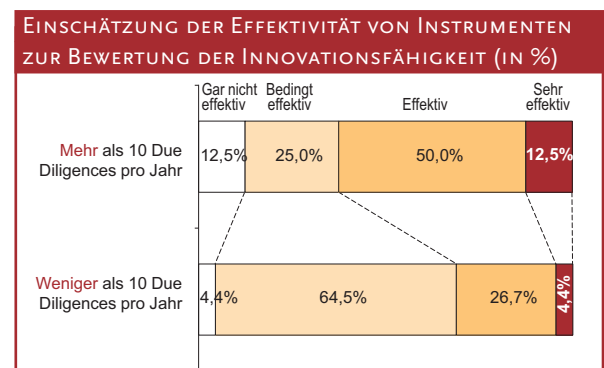 Einschätzung der Effektivität von Instrumenten
zur Bewertung der Innovationsfähigkeit (in %)
Gar nicht effektiv
Bedingt effektiv
Effektiv
Sehr effektiv
Mehr als 10 Due
Diligences pro Jahr
12,5% 25,0% 50,0% 12,5%
Weniger als 10 Due
Diligences pro Jahr
4,4% 64,5% 26,7% 4,4%